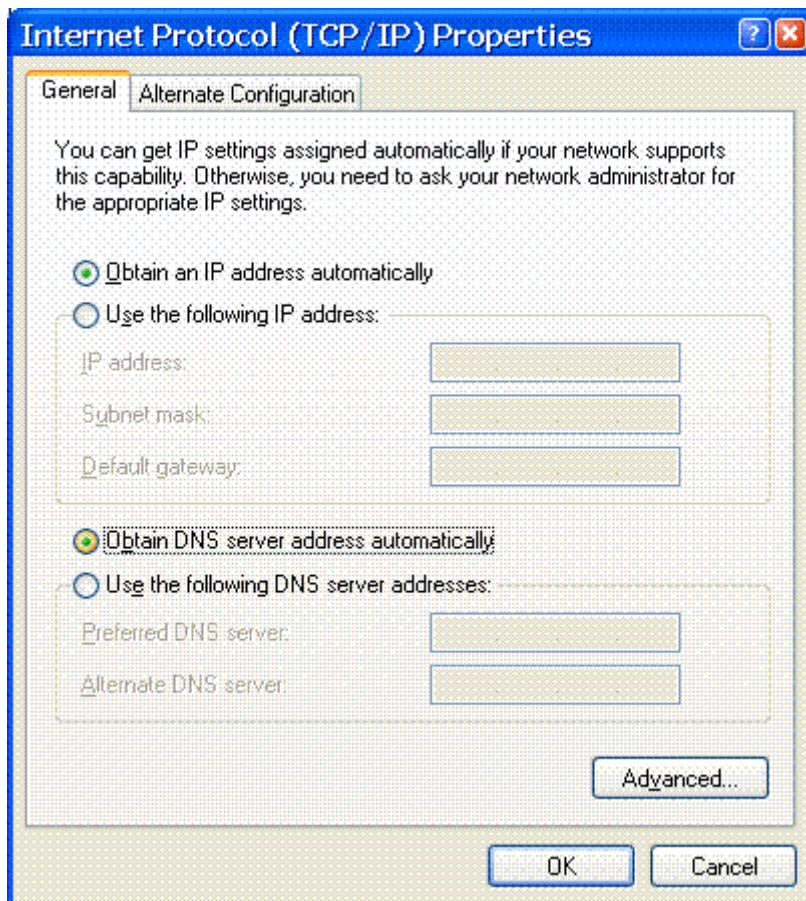 Internet Protocol (TCP/IP) Properties
General
Alternate Configuration
You can get IP settings assigned automatically if your network supports
this capability. Otherwise, you need to ask your network administrator for
the appropriate IP settings.
Obtain an IP address automatically
Use the following IP address:
IP address:
Subnet mask:
Default gateway:
Obtain DNS server address automatically
Use the following DNS server addresses:
Preferred DNS server:
Alternate DNS server:
Advanced...
OK
Cancel